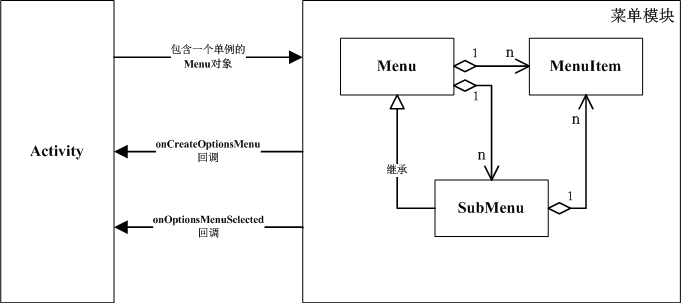 菜单模块
包含一个单例的
Menu对象
Activity
onCreateOptionsMenu
回调
onOptionsMenuSelected
回调
Menu
1
n
MenuItem
1
n
n
继承
SubMenu
1